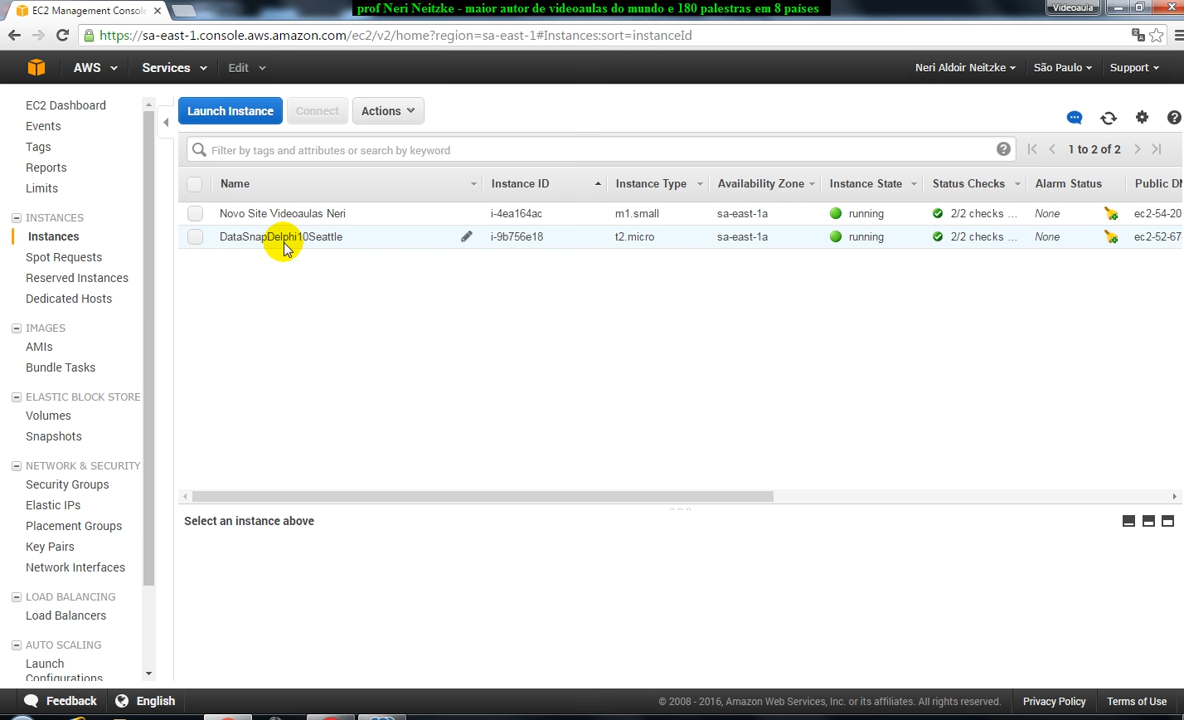 EC2 Management Consol
prof Neri Neitzke - maior autor de videoaulas do mundo e 180 palestras em 8 países
Videoaula
https://sa-east-1.console.aws.amazon.com/ec2/v2/home?region=sa-east-1#Instances:sort=instanceId
AWS Services Edit Neri Aldoir Neitzke São Paulo Support
EC2 Dashboard
Events
Tags
Reports
Limits
INSTANCES
Instances
Spot Requests
Reserved Instances
Dedicated Hosts
IMAGES
AMIs
Bundle Tasks
ELASTIC BLOCK STORE
Volumes
Snapshots
NETWORK & SECURITY
Security Groups
Elastic IPs
Placement Groups
Key Pairs
Network Interfaces
LOAD BALANCING
Load Balancers
AUTO SCALING
Launch
Configurations
Launch Instance Connect Actions
Filter by tags and attributes or search by keyword
1 to 2 of 2
Name Instance ID Instance Type Availability Zone Instance State Status Checks Alarm Status Public DN
Novo Site Videoaulas Neri i-4ea164ac m1.small sa-east-1a running 2/2 checks ... None ec2-54-20
DataSnapDelphi10Seattle i-9b756e18 t2.micro sa-east-1a running 2/2 checks ... None ec2-52-67
Select an instance above
Feedback English © 2008 - 2016, Amazon Web Services, Inc. or its affiliates. All rights reserved. Privacy Policy Terms of Use